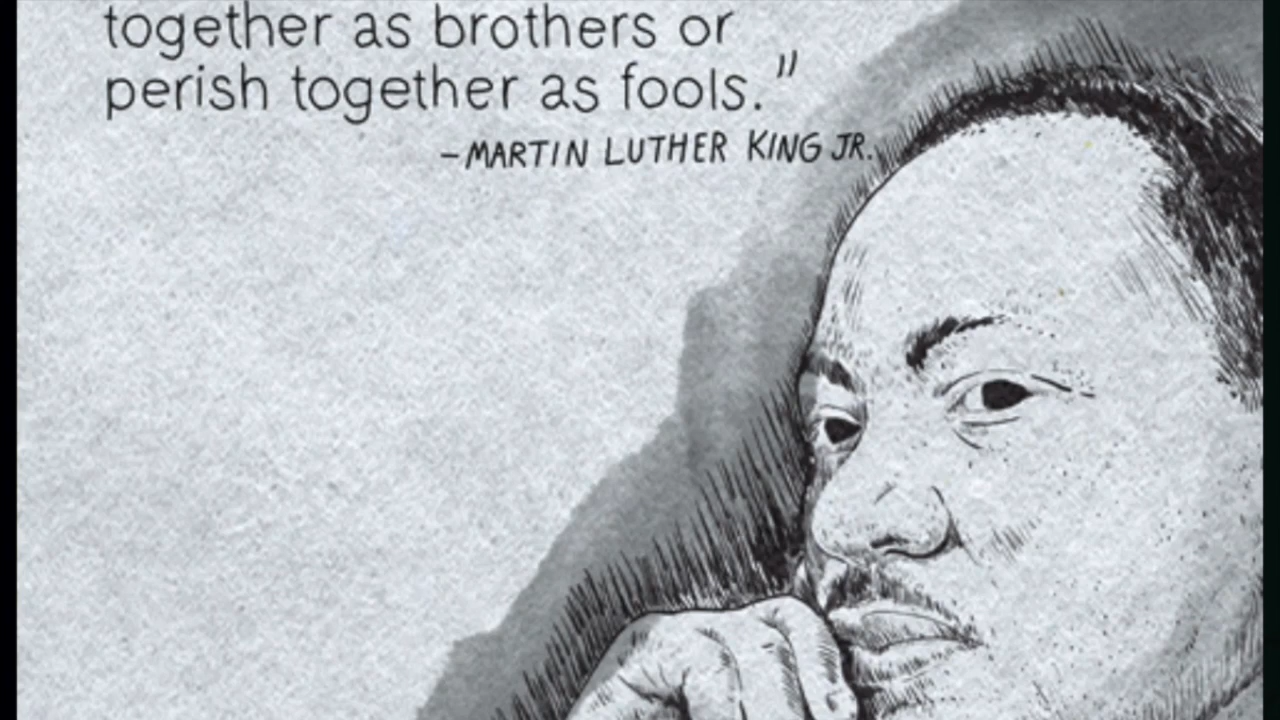 together as brothers or
perish together as fools."
-MARTIN LUTHER KING JR.